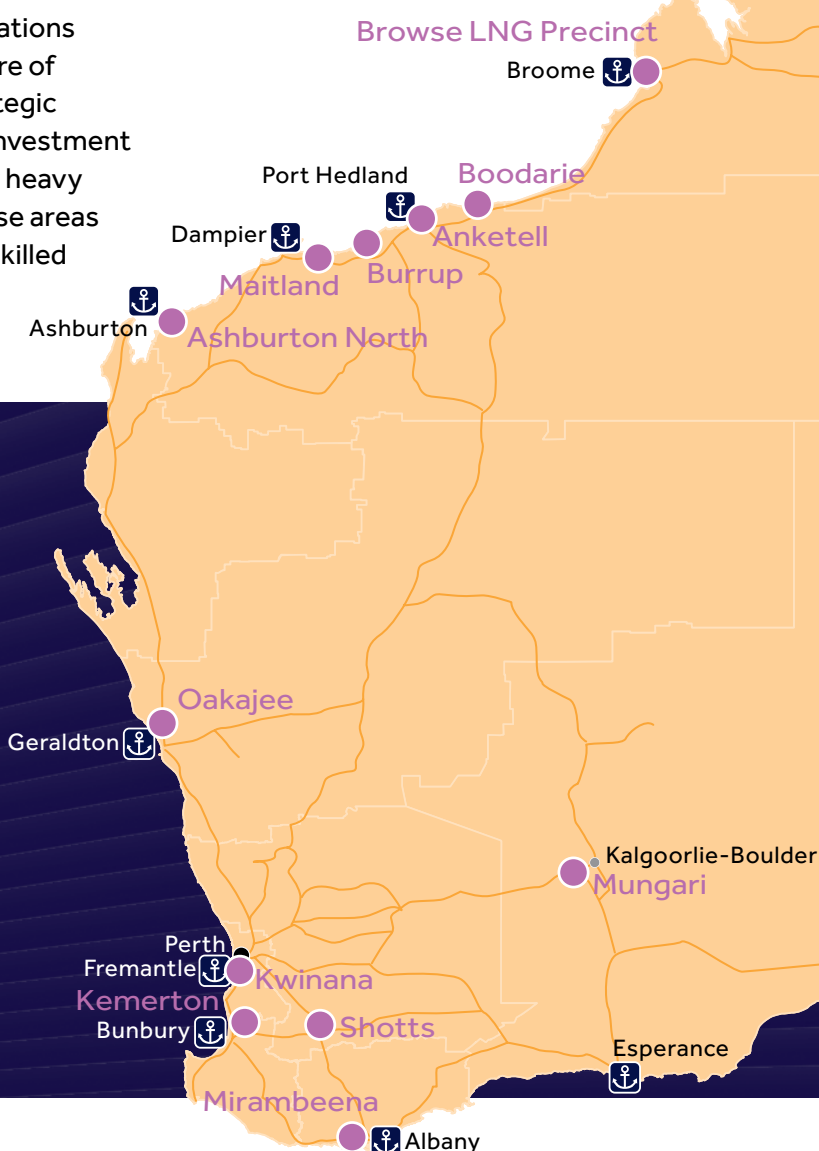 ations
re of
tegic
nvestment
heavy
se areas
killed
Browse LNG Precinct
Broome
Port Hedland
Boodarie
Dampier
Anketell
Maitland
Burrup
Ashburton
Ashburton North
Oakajee
Geraldton
Kalgoorlie-Boulder
Mungari
Perth
Fremantle
Kwinana
Kemerton
Bunbury
Shotts
Esperance
Mirambeena
Albany